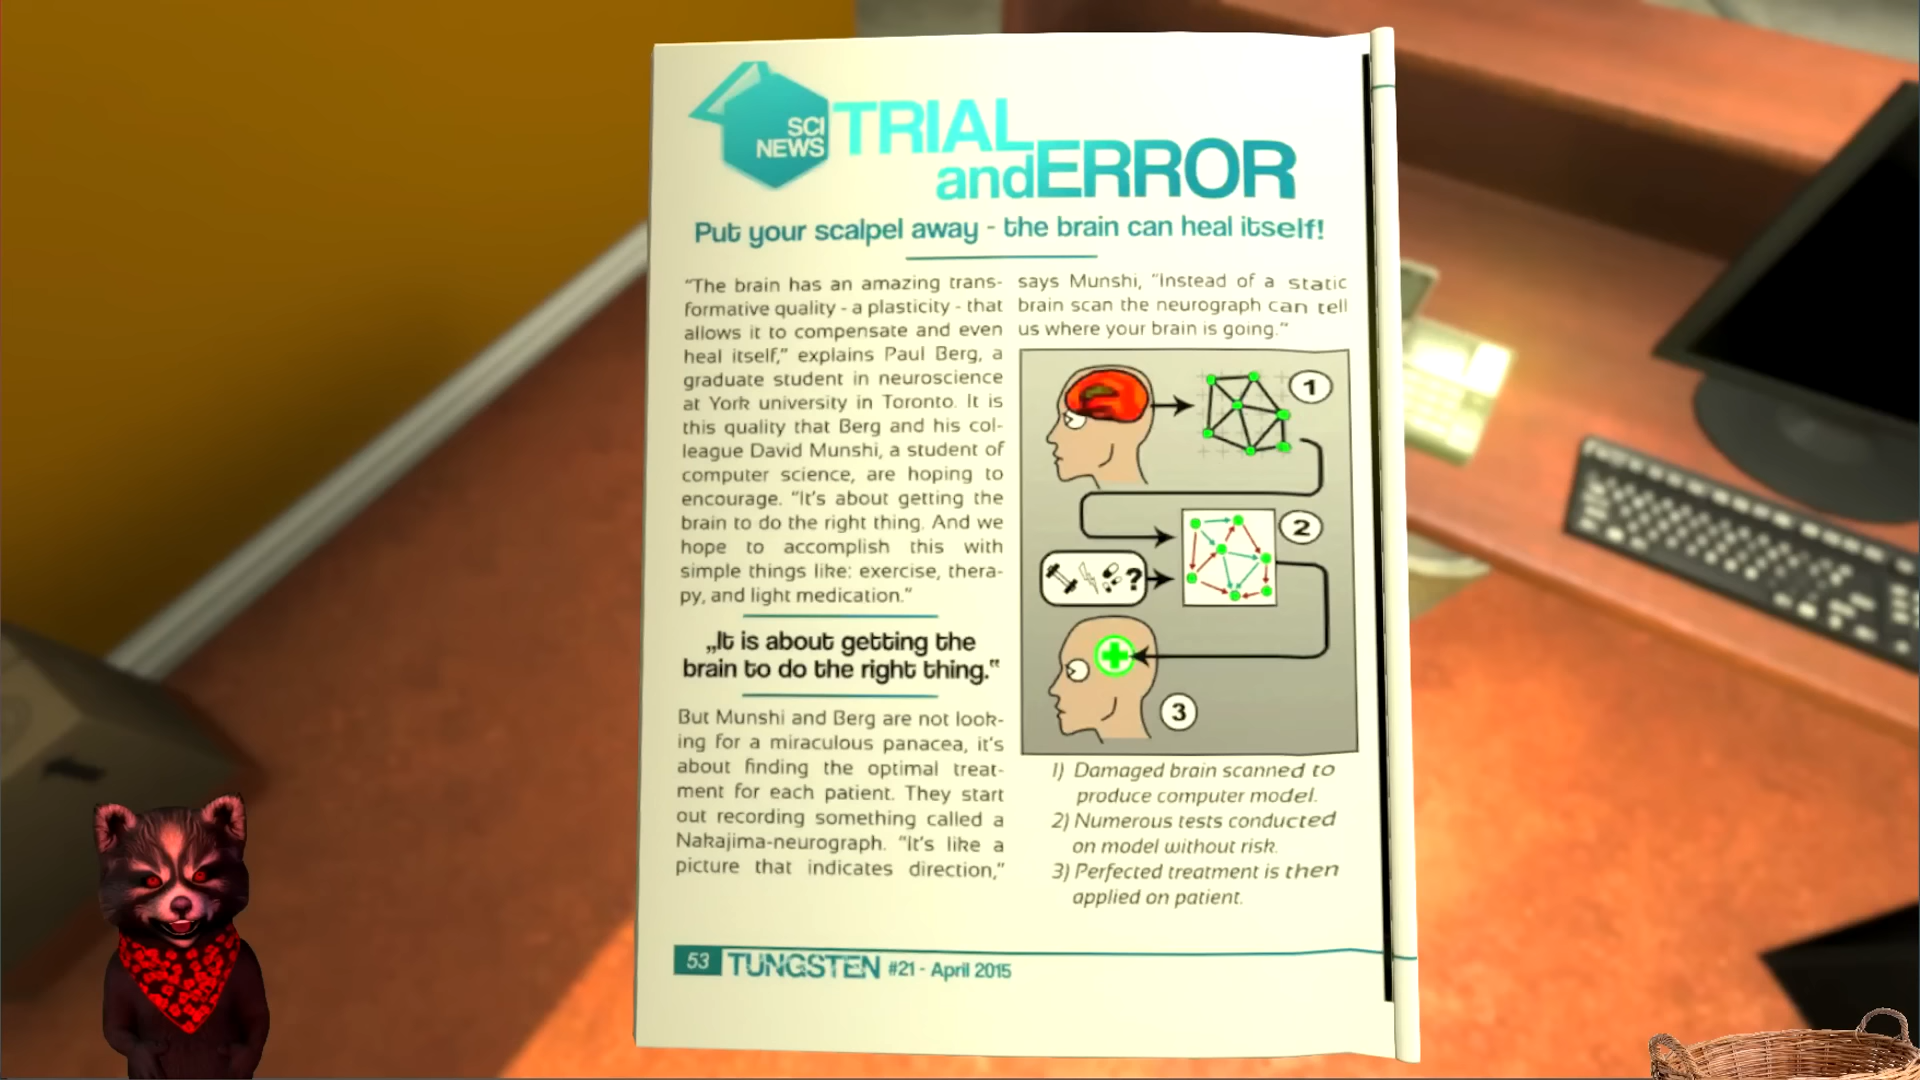 SCI
NEWS
TRIAL
andERROR
Put your scalpel away - the brain can heal itself!
“The brain has an amazing trans-
formative quality - a plasticity - that
allows it to compensate and even
heal itself,” explains Paul Berg, a
graduate student in neuroscience
at York university in Toronto. It is
this quality that Berg and his col-
league David Munshi, a student of
computer science, are hoping to
encourage. “It's about getting the
brain to do the right thing. And we
hope to accomplish this with
simple things like: exercise, thera-
py, and light medication.”
„It is about getting the
brain to do the right thing.“
But Munshi and Berg are not look-
ing for a miraculous panacea, it's
about finding the optimal treat-
ment for each patient. They start
out recording something called a
Nakajima-neurograph. “It's like a
picture that indicates direction,”
says Munshi, “Instead of a static
brain scan the neurograph can tell
us where your brain is going.”
1
2
?
3
1) Damaged brain scanned to
produce computer model.
2) Numerous tests conducted
on model without risk.
3) Perfected treatment is then
applied on patient.
53 TUNGSTEN #21 - April 2015